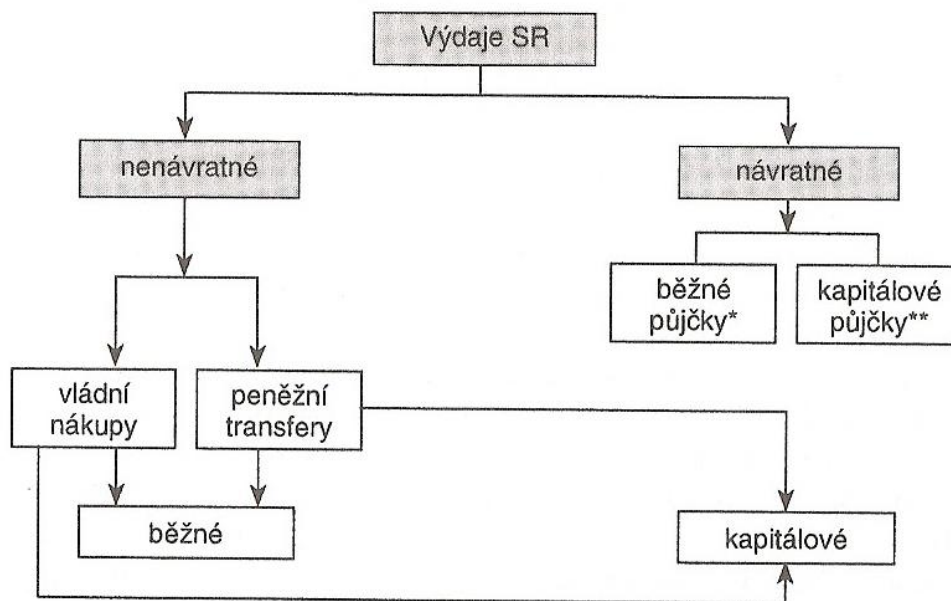 Výdaje SR
nenávratné
návratné
běžné
půjčky*
kapitálové
půjčky**
vládní
nákupy
peněžní
transfery
běžné
kapitálové